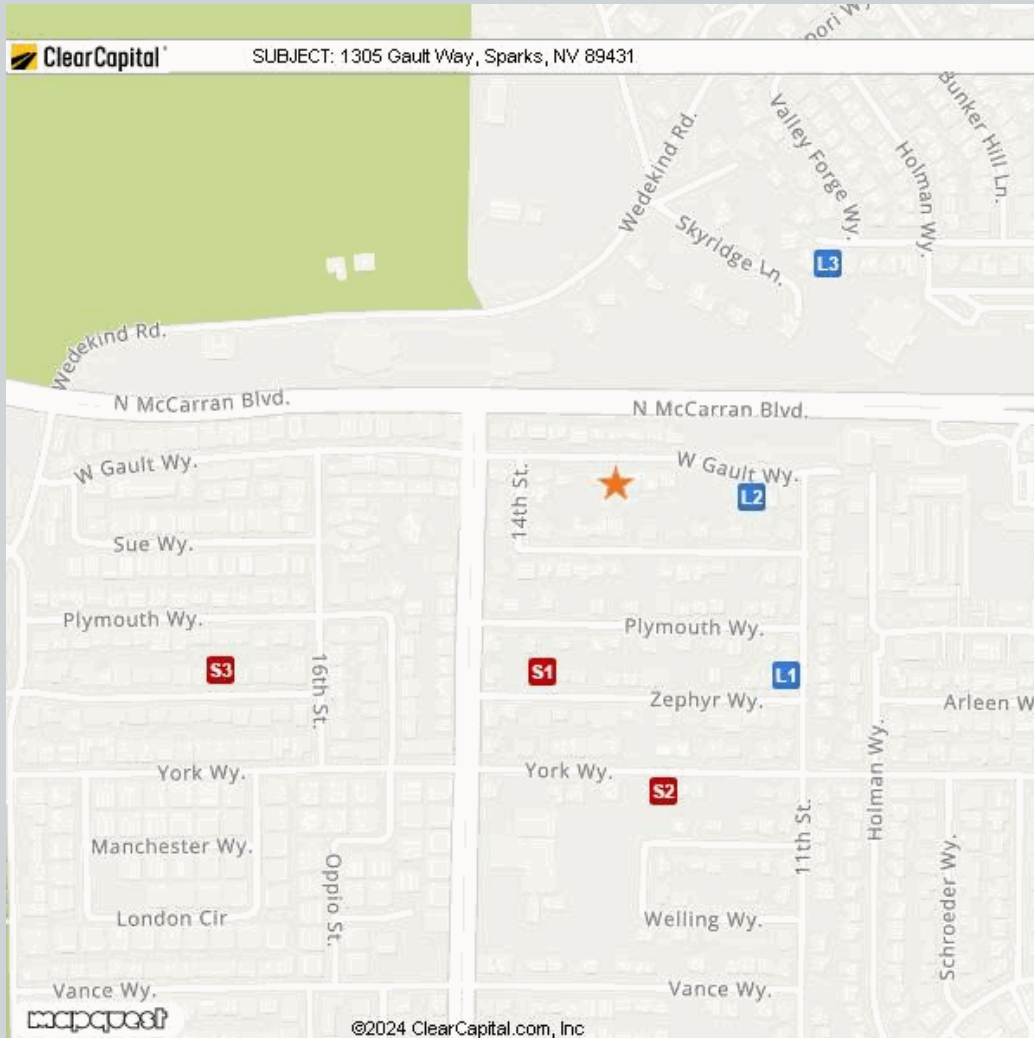 oori Wy
ClearCapital
SUBJECT: 1305 Gault Way, Sparks, NV 89431
Bunker Hill Ln.
Valley Forge Wy.
Holman Wy.
Wedekind Rd.
Skyridge Ln.
L3
Wedekind Rd.
N McCarran Blvd.
N McCarran Blvd.
W Gault Wy.
W Gault Wy.
14th St.
L2
Sue Wy.
Plymouth Wy.
Plymouth Wy.
S3
16th St.
S1
L1
Zephyr Wy.
Arleen W
York Wy.
York Wy.
S2
Holman Wy.
Manchester Wy.
11th St.
Oppio St.
London Cir
Welling Wy.
Schroeder Wy.
Vance Wy.
Vance Wy.
mapquest
©2024 ClearCapital.com, Inc